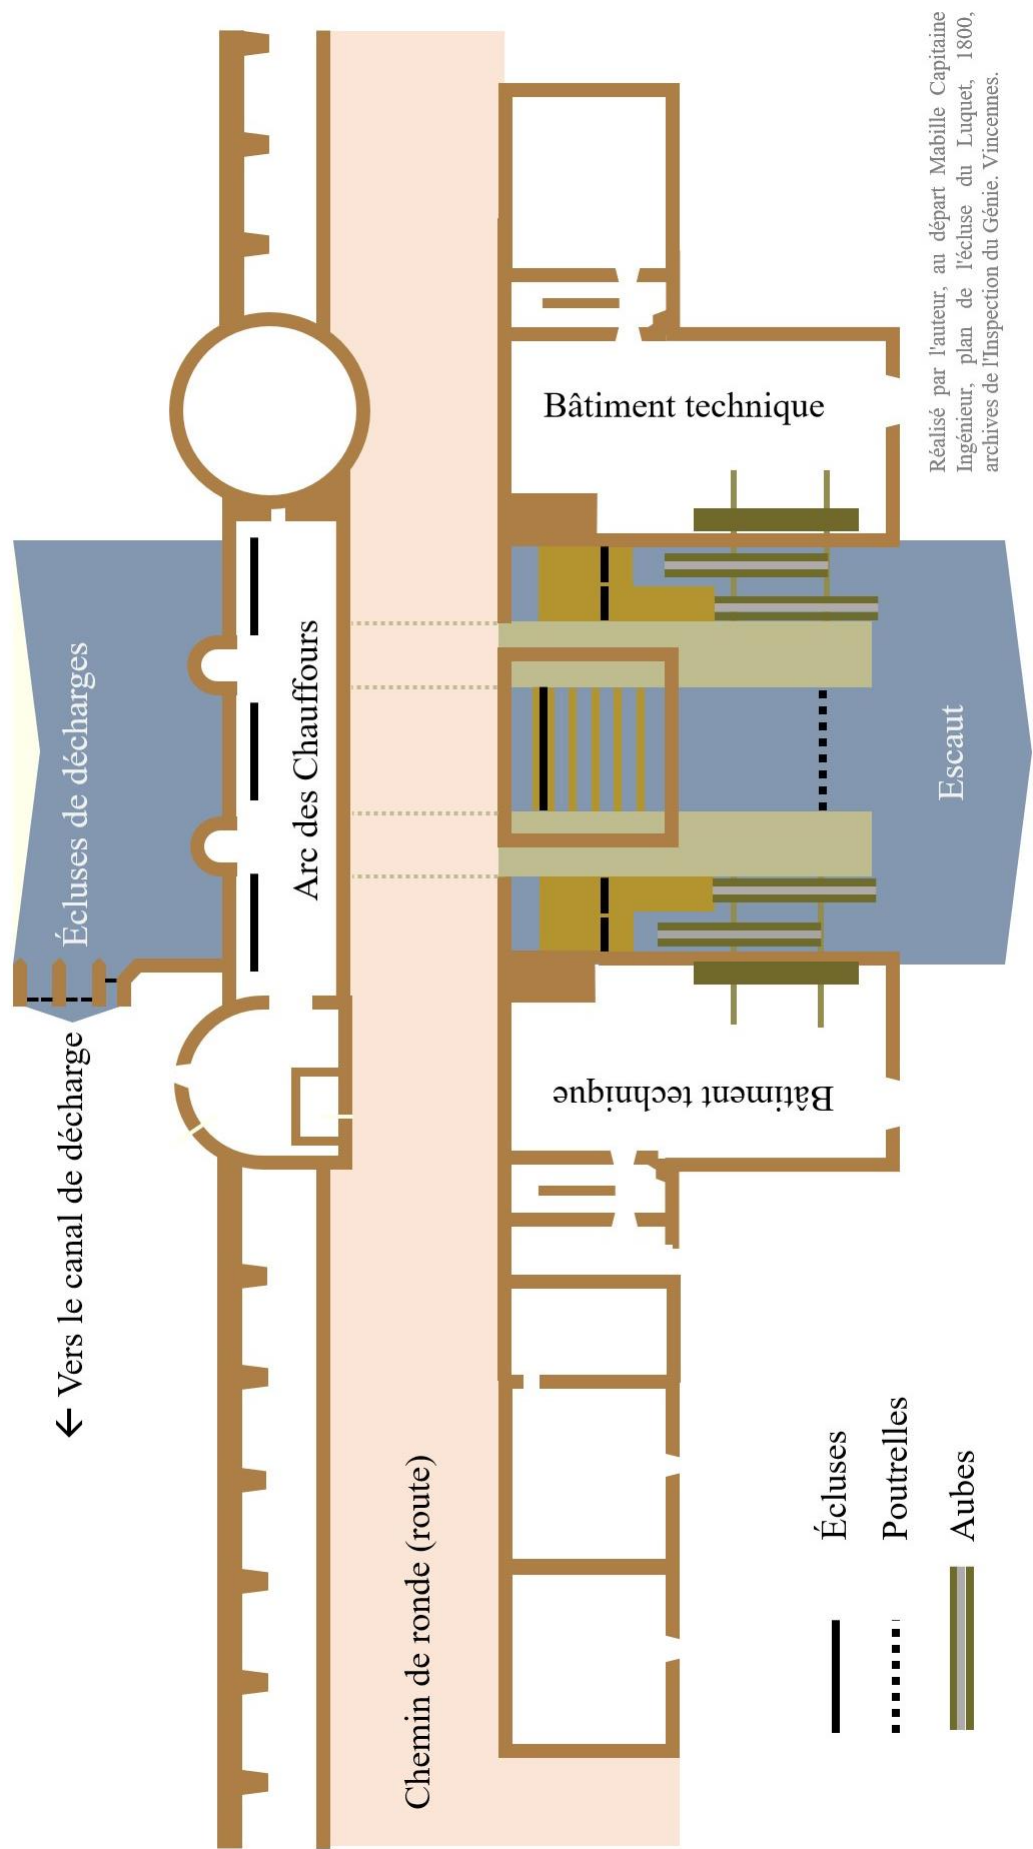 Réalisé par l'auteur, au départ Mabille Capitaine
Ingénieur, plan de l'écluse du Luquet, 1800,
archives de l'Inspection du Génie. Vincennes.
Bâtiment technique
Écluses de décharges
Arc des Chauffours
Escaut
← Vers le canal de décharge
Bâtiment technique
Chemin de ronde (route)
Écluses
Poutrelles
Aubes